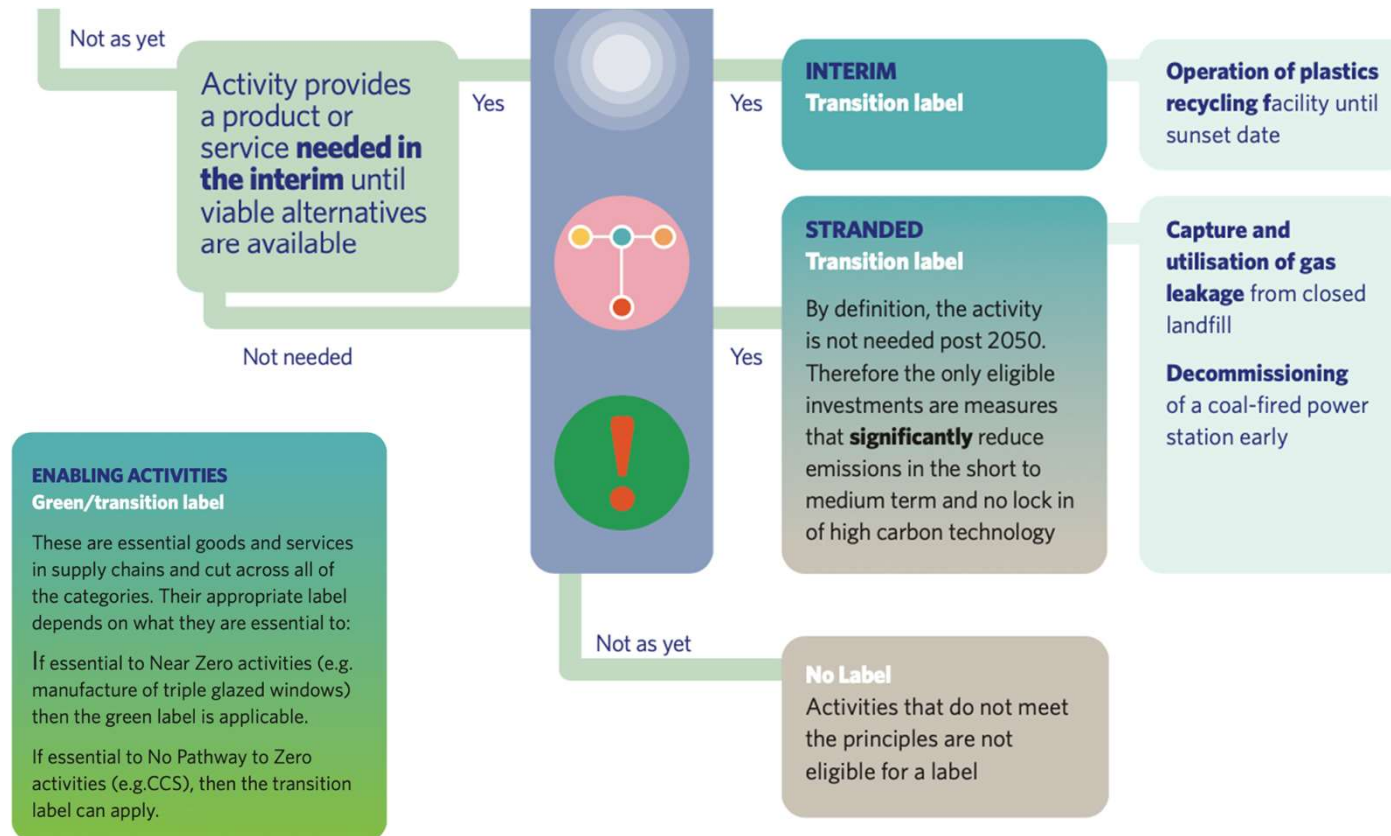 Not as yet
Activity provides
a product or
service needed in
the interim until
viable alternatives
are available
Yes
Yes
INTERIM
Transition label
Operation of plastics
recycling facility until
sunset date
Not needed
Yes
STRANDED
Transition label
By definition, the activity
is not needed post 2050.
Therefore the only eligible
investments are measures
that significantly reduce
emissions in the short to
medium term and no lock in
of high carbon technology
Capture and
utilisation of gas
leakage from closed
landfill
Decommissioning
of a coal-fired power
station early
ENABLING ACTIVITIES
Green/transition label
These are essential goods and services
in supply chains and cut across all of
the categories. Their appropriate label
depends on what they are essential to:
If essential to Near Zero activities (e.g.
manufacture of triple glazed windows)
then the green label is applicable.
If essential to No Pathway to Zero
activities (e.g.CCS), then the transition
label can apply.
!
Not as yet
No Label
Activities that do not meet
the principles are not
eligible for a label